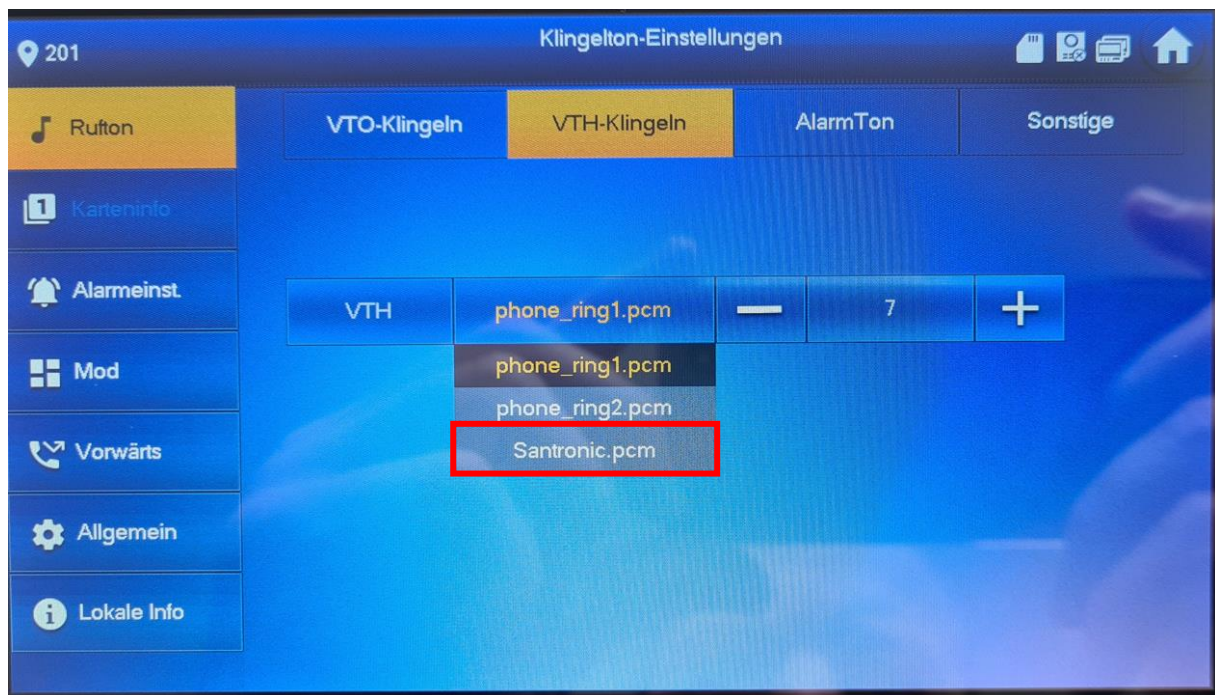 201
Klingelton-Einstellungen
Rufton
VTO-Klingeln
VTH-Klingeln
AlarmTon
Sonstige
1 Karteninfo
Alarmeinst.
VTH
phone_ring1.pcm
7
phone_ring1.pcm
Mod
phone_ring2.pcm
Vorwärts
Santronic.pcm
Allgemein
Lokale Info